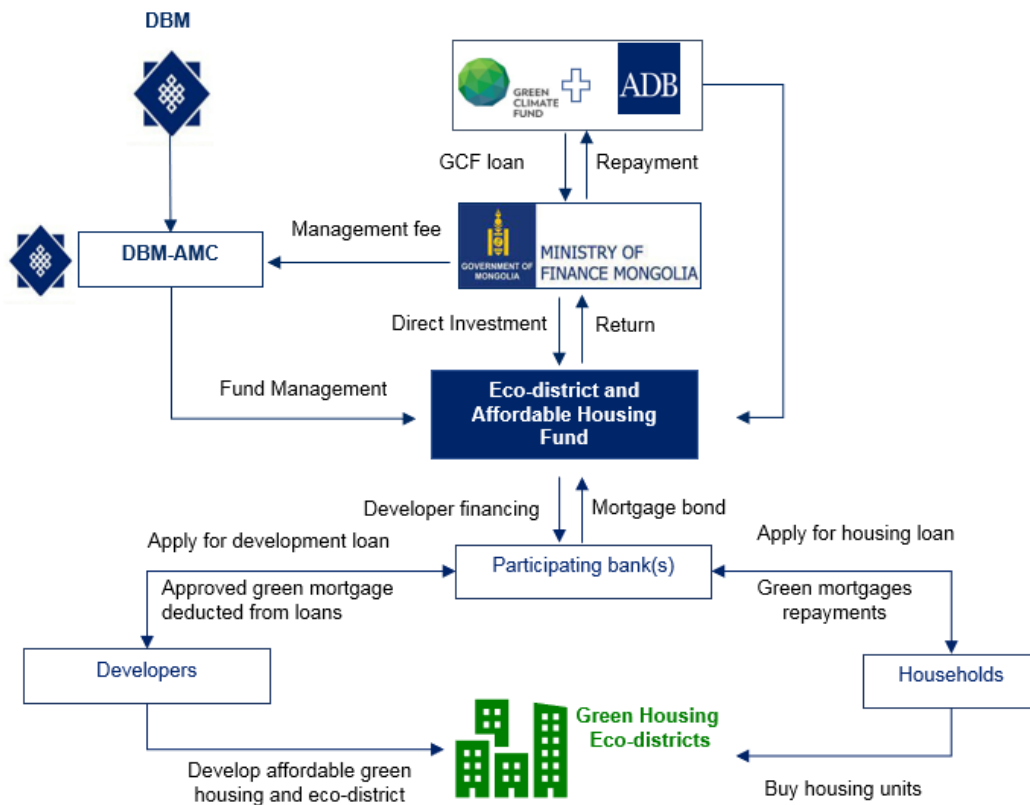 DBM
GREEN
CLIMATE
FUND
ADB
GCF loan
Repayment
Management fee
DBM-AMC
GOVERNMENT OF
MONGOLIA
MINISTRY OF
FINANCE MONGOLIA
Direct Investment
Return
Fund Management
Eco-district and
Affordable Housing
Fund
Developer financing
Mortgage bond
Apply for development loan
Apply for housing loan
Participating bank(s)
Approved green mortgage
deducted from loans
Green mortgages
repayments
Developers
Households
Green Housing
Eco-districts
Develop affordable green
housing and eco-district
Buy housing units